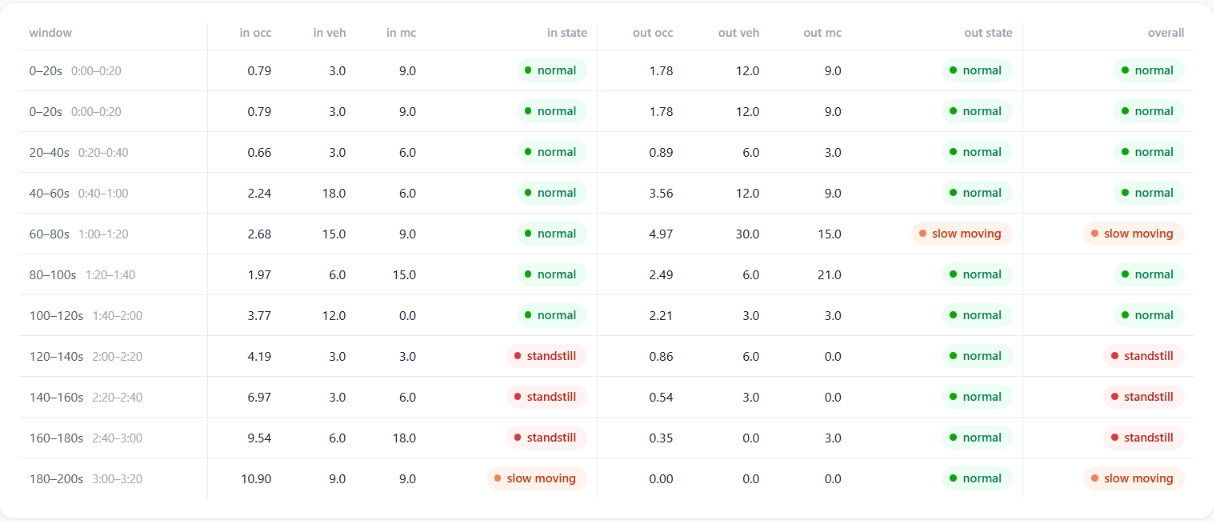 window in occ in veh in mc in state out occ out veh out mc out state overall
0–20s 0:00–0:20 0.79 3.0 9.0 normal 1.78 12.0 9.0 normal normal
0–20s 0:00–0:20 0.79 3.0 9.0 normal 1.78 12.0 9.0 normal normal
20–40s 0:20–0:40 0.66 3.0 6.0 normal 0.89 6.0 3.0 normal normal
40–60s 0:40–1:00 2.24 18.0 6.0 normal 3.56 12.0 9.0 normal normal
60–80s 1:00–1:20 2.68 15.0 9.0 normal 4.97 30.0 15.0 slow moving slow moving
80–100s 1:20–1:40 1.97 6.0 15.0 normal 2.49 6.0 21.0 normal normal
100–120s 1:40–2:00 3.77 12.0 0.0 normal 2.21 3.0 3.0 normal normal
120–140s 2:00–2:20 4.19 3.0 3.0 standstill 0.86 6.0 0.0 normal standstill
140–160s 2:20–2:40 6.97 3.0 6.0 standstill 0.54 3.0 0.0 normal standstill
160–180s 2:40–3:00 9.54 6.0 18.0 standstill 0.35 0.0 3.0 normal standstill
180–200s 3:00–3:20 10.90 9.0 9.0 slow moving 0.00 0.0 0.0 normal slow moving